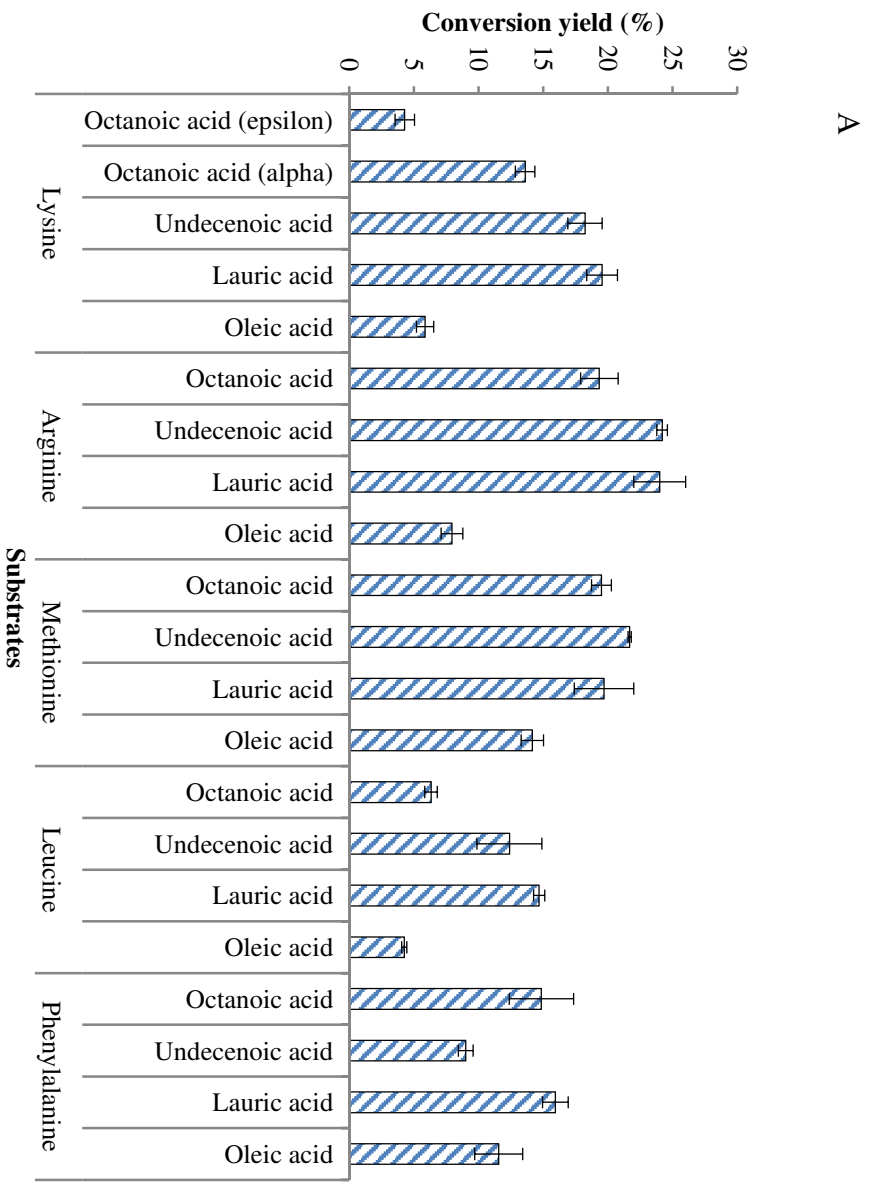 A
Conversion yield (%)
0
5
10
15
20
25
30
Octanoic acid (epsilon)
Octanoic acid (alpha)
Undecenoic acid
Lauric acid
Oleic acid
Octanoic acid
Undecenoic acid
Lauric acid
Oleic acid
Octanoic acid
Undecenoic acid
Lauric acid
Oleic acid
Octanoic acid
Undecenoic acid
Lauric acid
Oleic acid
Octanoic acid
Undecenoic acid
Lauric acid
Oleic acid
Lysine
Arginine
Methionine
Leucine
Phenylalanine
Substrates